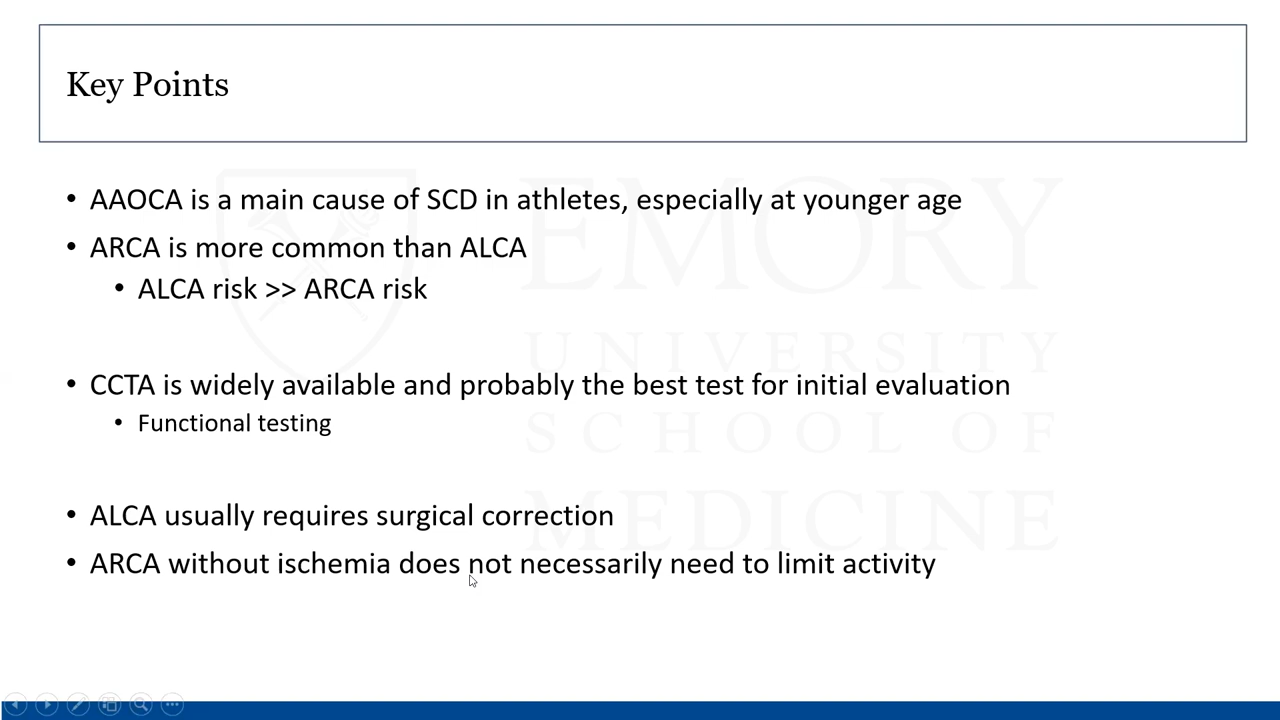 Key Points
• AAOCA is a main cause of SCD in athletes, especially at younger age
• ARCA is more common than ALCA
• ALCA risk >> ARCA risk
• CCTA is widely available and probably the best test for initial evaluation
• Functional testing
• ALCA usually requires surgical correction
• ARCA without ischemia does not necessarily need to limit activity
EMORY
UNIVERSITY
SCHOOL OF
MEDICINE